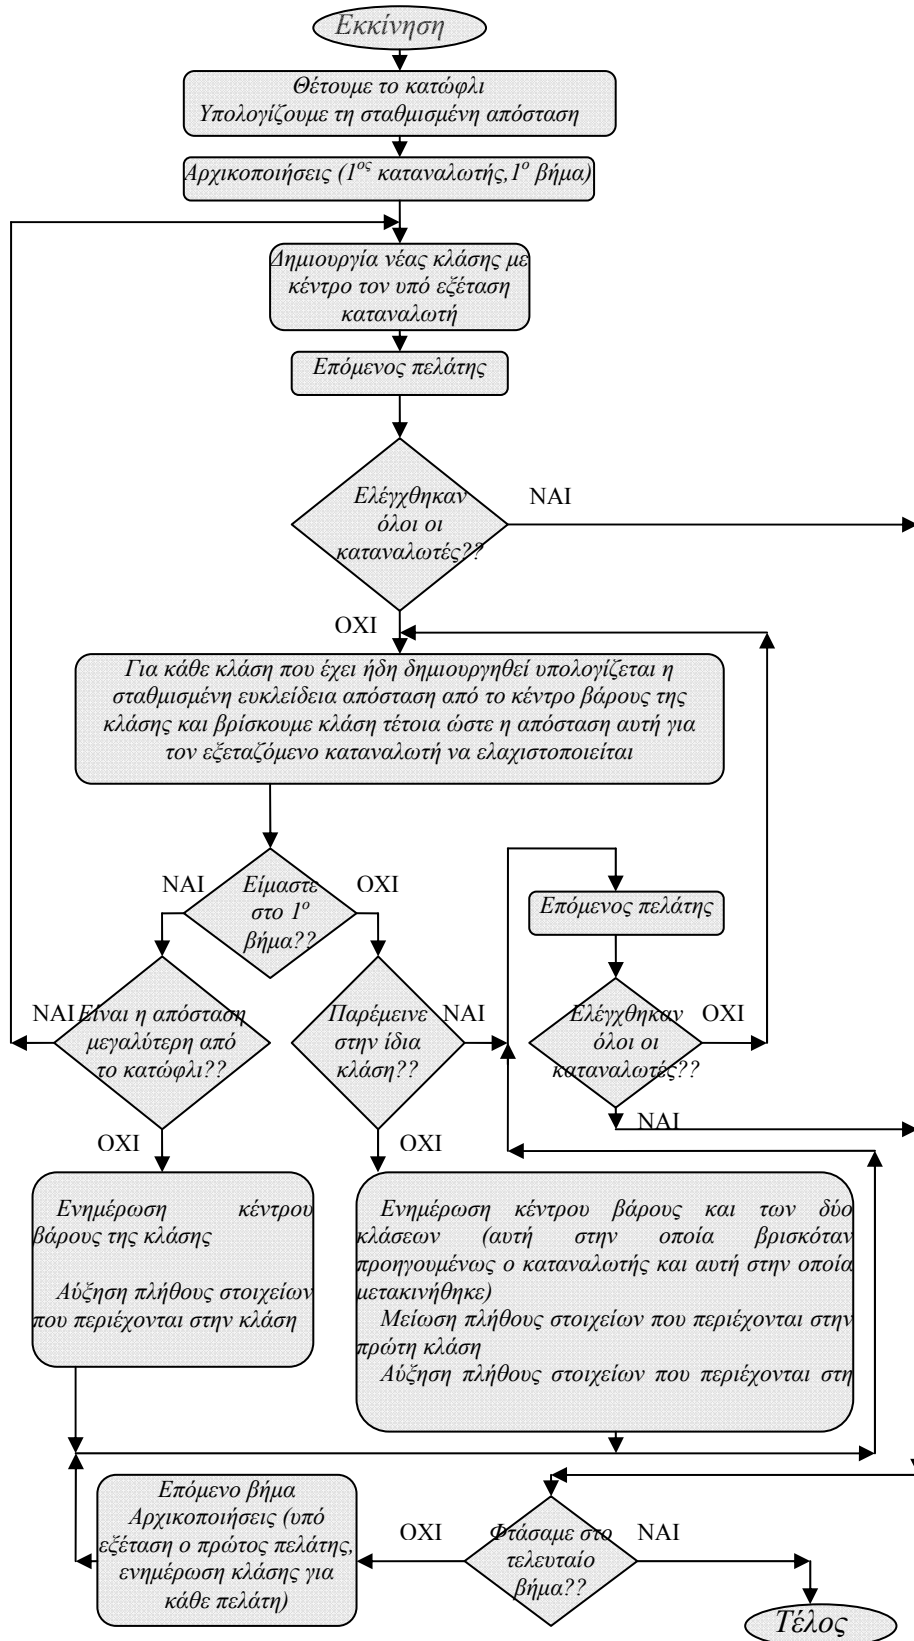 Εκκίνηση
Θέτουμε το κατώφλι
Υπολογίζουμε τη σταθμισμένη απόσταση
Αρχικοποιήσεις (1ος καταναλωτής,1ο βήμα)
Δημιουργία νέας κλάσης με
κέντρο τον υπό εξέταση
καταναλωτή
Επόμενος πελάτης
Ελέγχθηκαν
όλοι οι
καταναλωτές??
ΝΑΙ
ΟΧΙ
Για κάθε κλάση που έχει ήδη δημιουργηθεί υπολογίζεται η
σταθμισμένη ευκλείδεια απόσταση από το κέντρο βάρους της
κλάσης και βρίσκουμε κλάση τέτοια ώστε η απόσταση αυτή για
τον εξεταζόμενο καταναλωτή να ελαχιστοποιείται
ΝΑΙ
Είμαστε
στο 1ο
βήμα??
ΟΧΙ
Επόμενος πελάτης
ΝΑΙ
Είναι η απόσταση
μεγαλύτερη από
το κατώφλι??
Παρέμεινε
στην ίδια
κλάση??
ΝΑΙ
Ελέγχθηκαν
όλοι οι
καταναλωτές??
ΟΧΙ
ΝΑΙ
ΟΧΙ
ΟΧΙ
Ενημέρωση κέντρου
βάρους της κλάσης
Αύξηση πλήθους στοιχείων
που περιέχονται στην κλάση
Ενημέρωση κέντρου βάρους και των δύο
κλάσεων (αυτή στην οποία βρισκόταν
προηγουμένως ο καταναλωτής και αυτή στην οποία
μετακινήθηκε)
Μείωση πλήθους στοιχείων που περιέχονται στην
πρώτη κλάση
Αύξηση πλήθους στοιχείων που περιέχονται στη
Επόμενο βήμα
Αρχικοποιήσεις (υπό
εξέταση ο πρώτος πελάτης,
ενημέρωση κλάσης για
κάθε πελάτη)
ΟΧΙ
Φτάσαμε στο
τελευταίο
βήμα??
ΝΑΙ
Τέλος